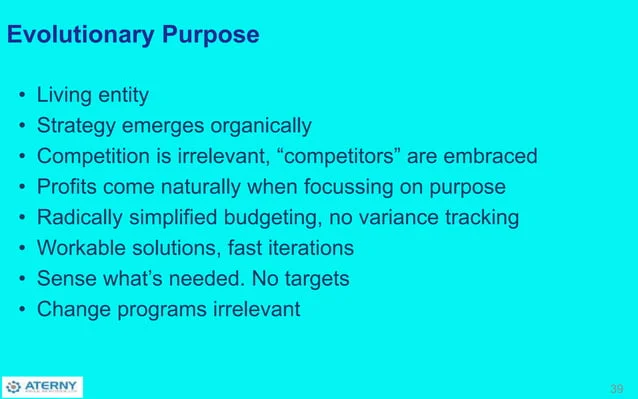 Evolutionary Purpose
• Living entity
• Strategy emerges organically
• Competition is irrelevant, “competitors” are embraced
• Profits come naturally when focussing on purpose
• Radically simplified budgeting, no variance tracking
• Workable solutions, fast iterations
• Sense what’s needed. No targets
• Change programs irrelevant
ATERNY
39